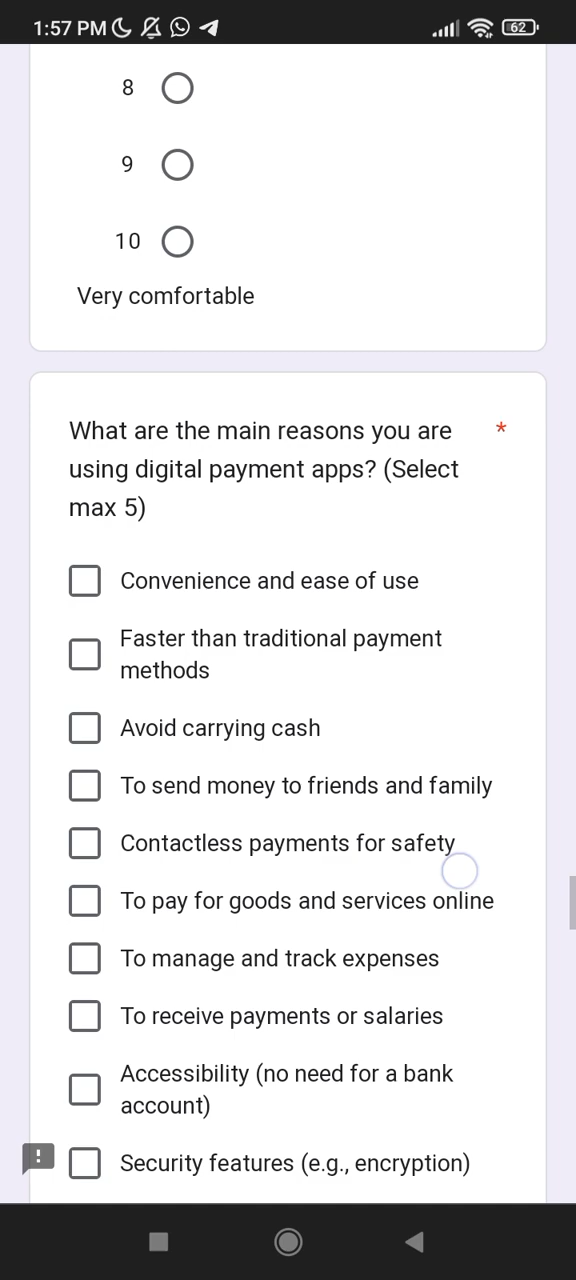 1:57 PM
62
8
9
10
Very comfortable
What are the main reasons you are *
using digital payment apps? (Select
max 5)
Convenience and ease of use
Faster than traditional payment
methods
Avoid carrying cash
To send money to friends and family
Contactless payments for safety
To pay for goods and services online
To manage and track expenses
To receive payments or salaries
Accessibility (no need for a bank
account)
Security features (e.g., encryption)